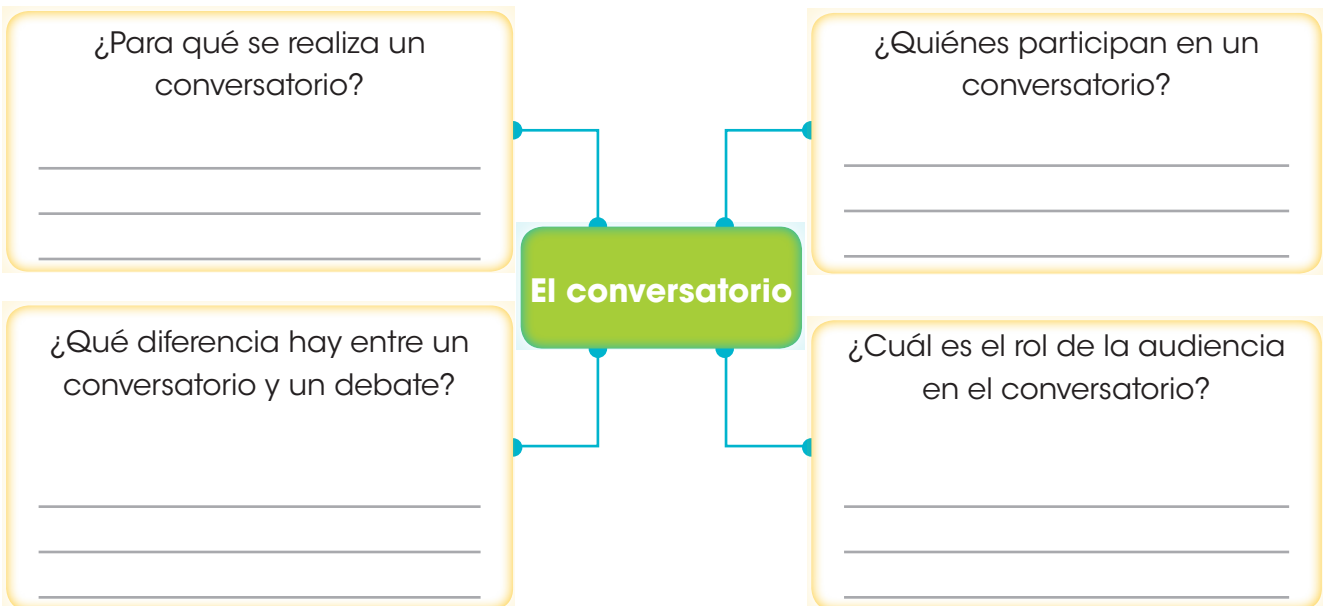 ¿Para qué se realiza un
conversatorio?
¿Quiénes participan en un
conversatorio?
El conversatorio
¿Qué diferencia hay entre un
conversatorio y un debate?
¿Cuál es el rol de la audiencia
en el conversatorio?